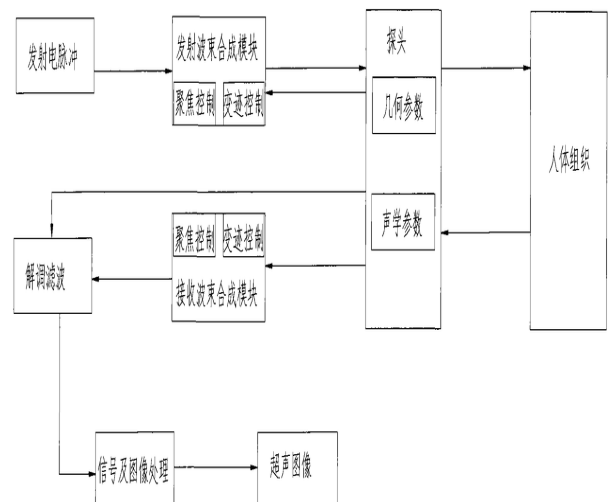 发射电脉冲
发射波束合成模块
聚焦控制
变迹控制
探头
几何参数
声学参数
人体组织
聚焦控制
变迹控制
接收波束合成模块
解调滤波
信号及图像处理
超声图像